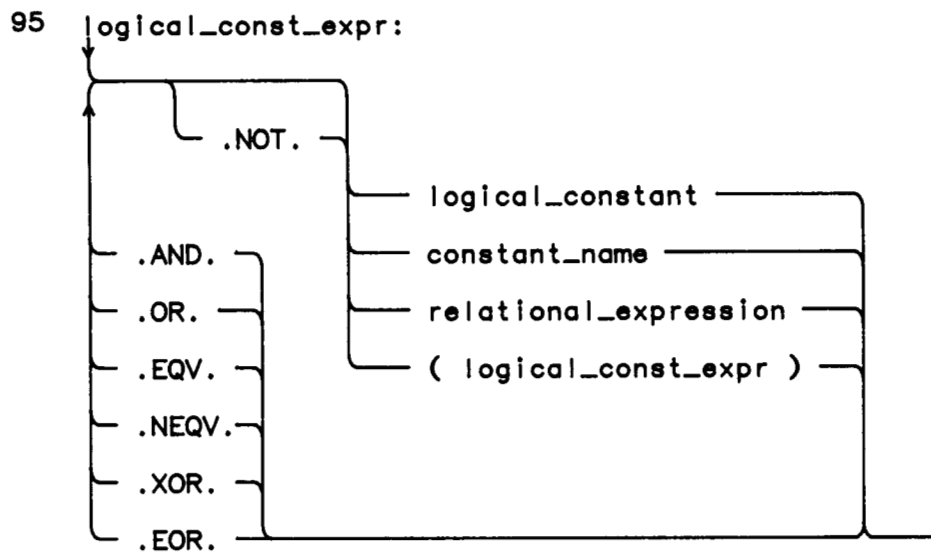 95 logical_const_expr:
.NOT.
logical_constant
.AND. constant_name
.OR. relational_expression
.EQV. ( logical_const_expr )
.NEQV.
.XOR.
.EOR.